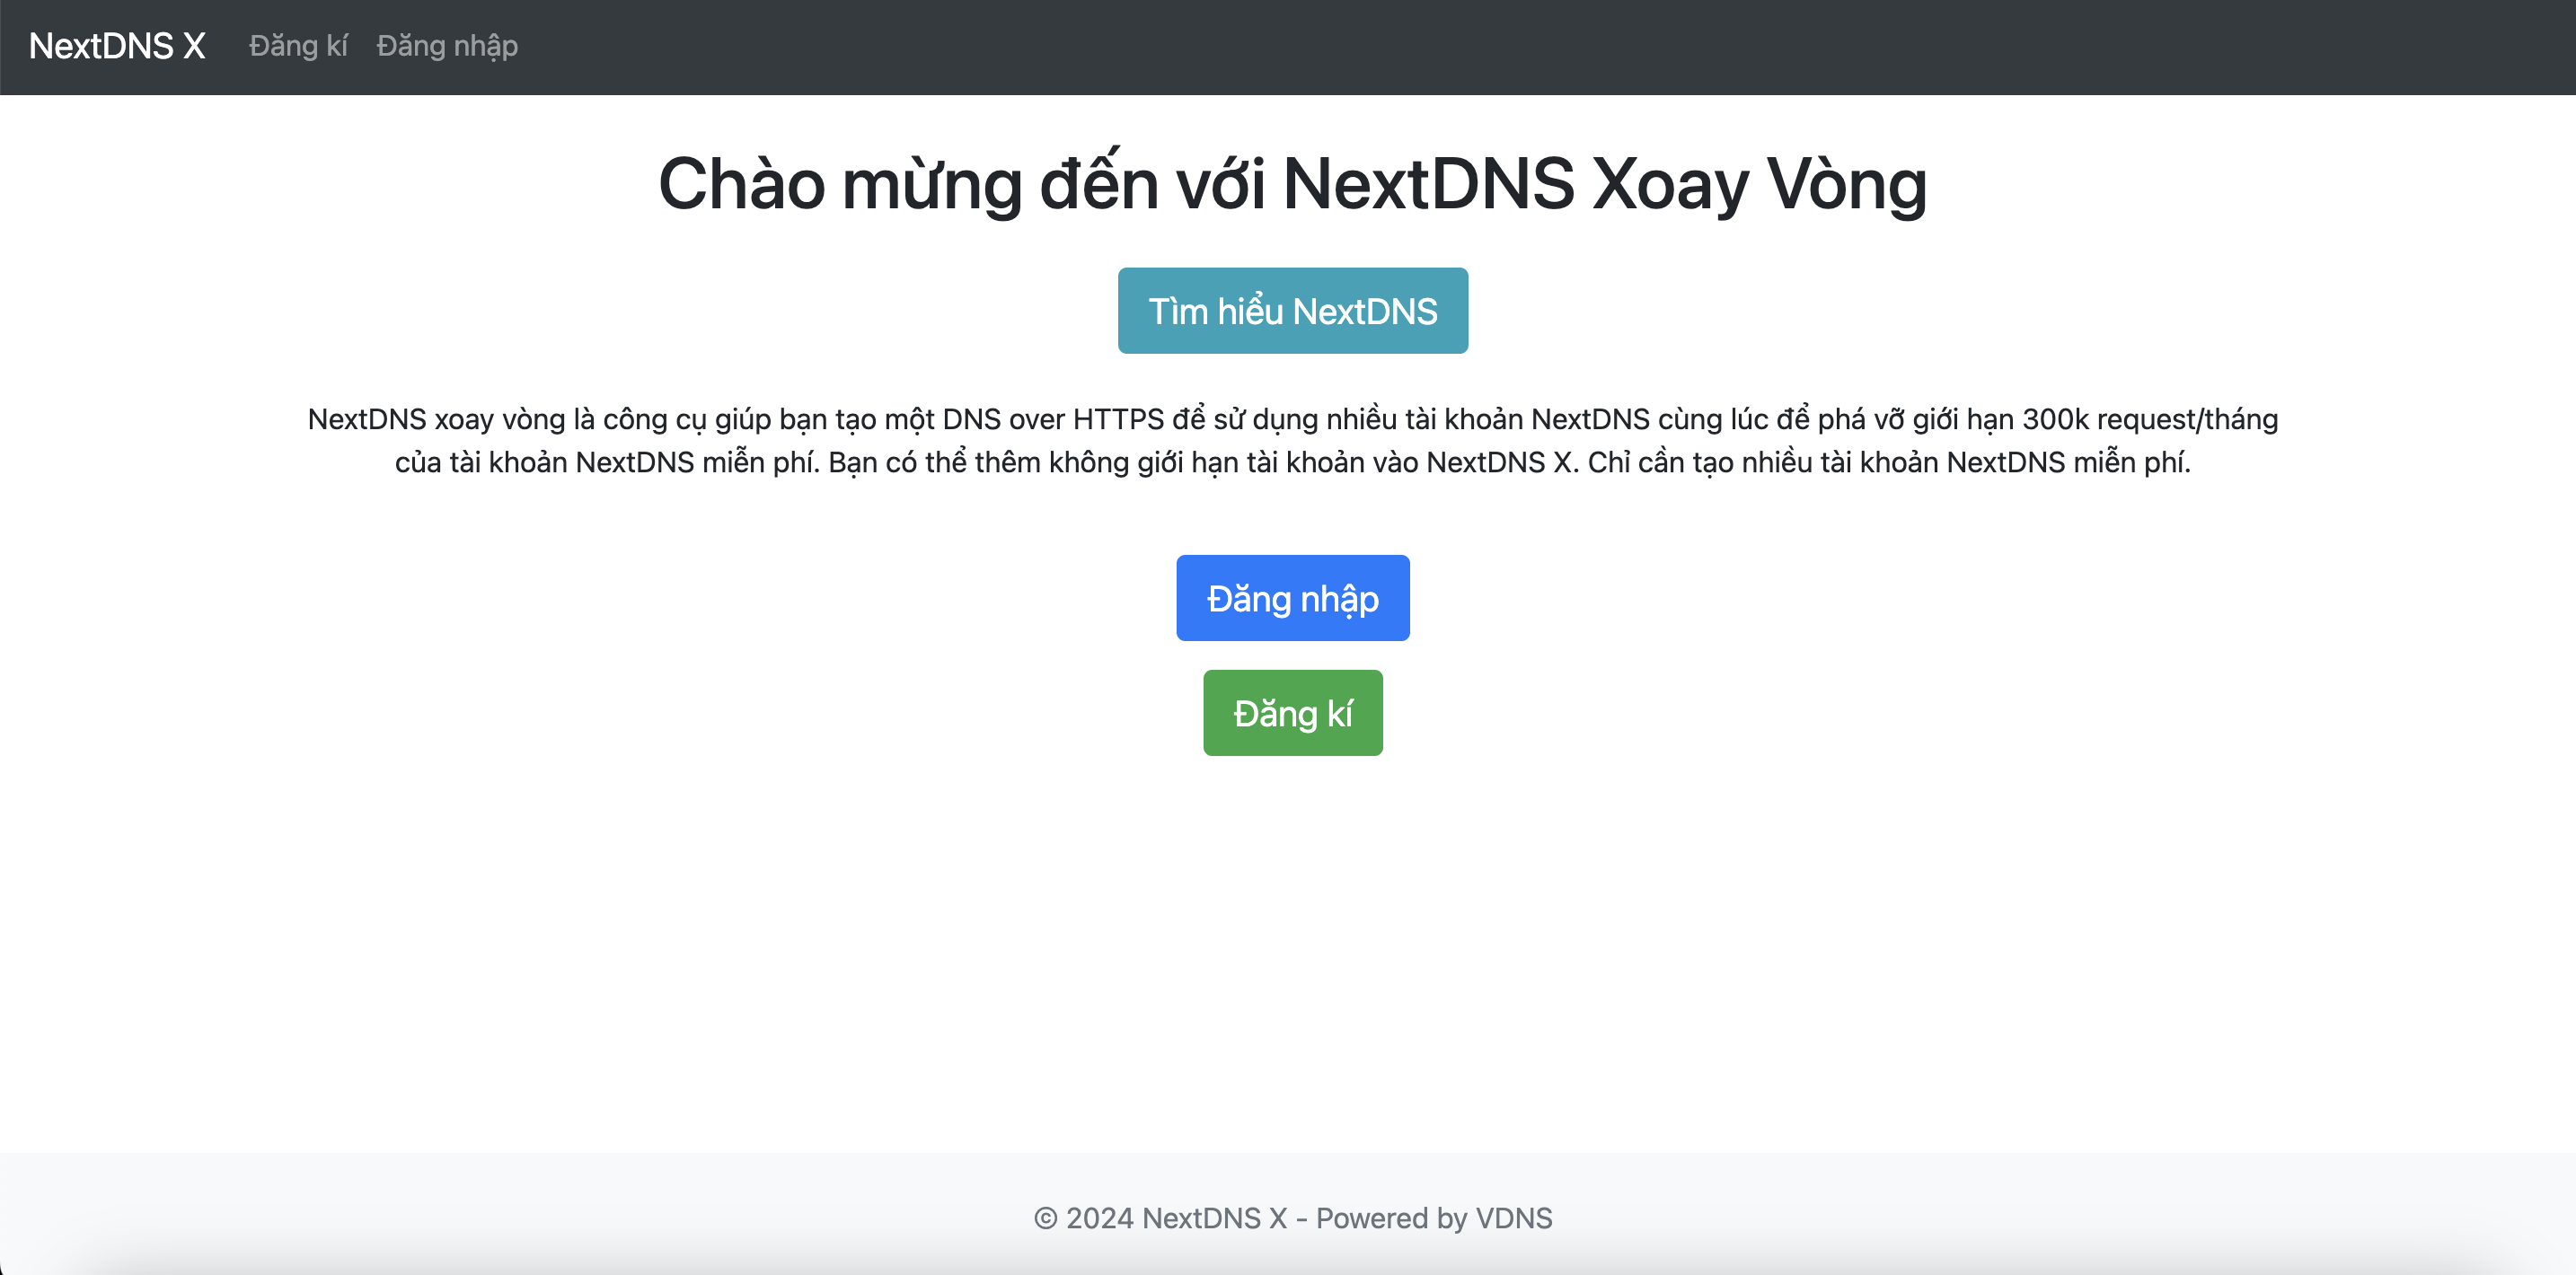 NextDNS X Đăng kí Đăng nhập
Chào mừng đến với NextDNS Xoay Vòng
Tìm hiểu NextDNS
NextDNS xoay vòng là công cụ giúp bạn tạo một DNS over HTTPS để sử dụng nhiều tài khoản NextDNS cùng lúc để phá vỡ giới hạn 300k request/tháng
của tài khoản NextDNS miễn phí. Bạn có thể thêm không giới hạn tài khoản vào NextDNS X. Chỉ cần tạo nhiều tài khoản NextDNS miễn phí.
Đăng nhập
Đăng kí
© 2024 NextDNS X - Powered by VDNS